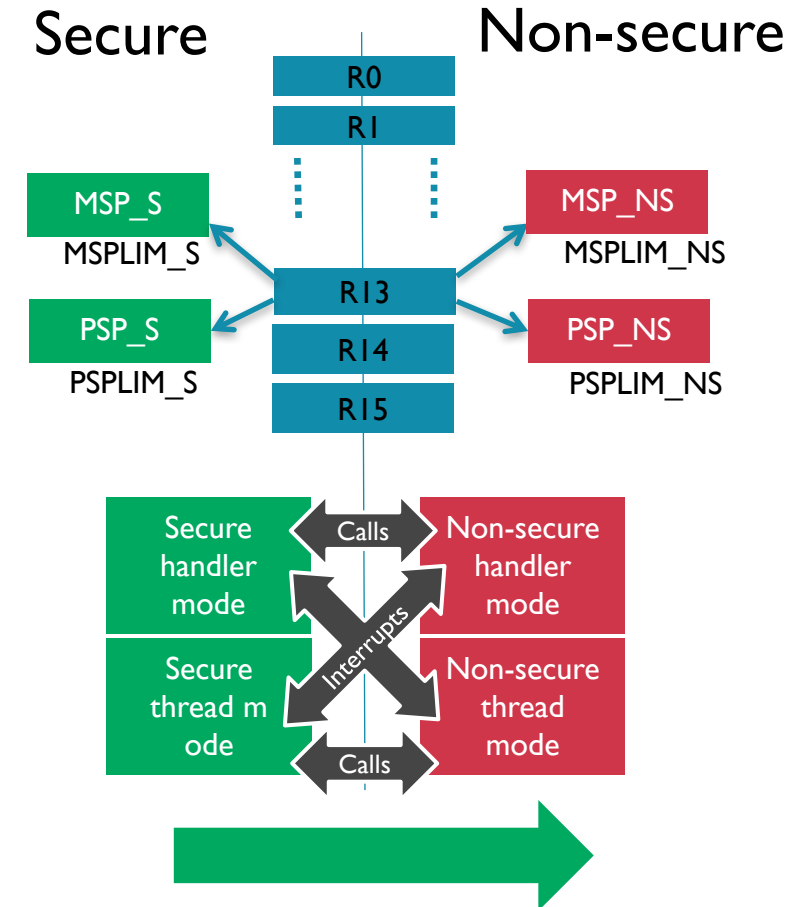 Secure
Non-secure
R0
R1
MSP_S
MSPLIM_S
MSP_NS
MSPLIM_NS
R13
PSP_S
PSPLIM_S
PSP_NS
PSPLIM_NS
R14
R15
Secure
handler
mode
Calls
Non-secure
handler
mode
Interrupts
Secure
thread m
ode
Non-secure
thread
mode
Calls